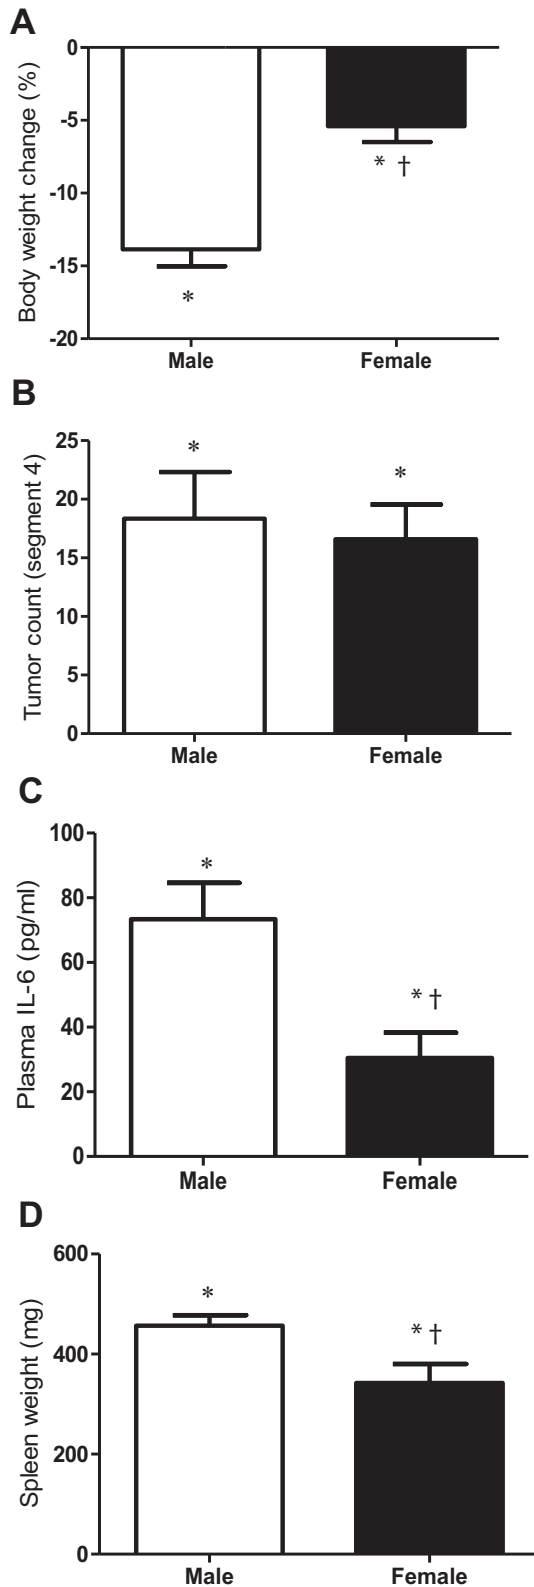 A
Body weight change (%)
0
-5
-10
-15
-20
* †
*
Male Female
B
Tumor count (segment 4)
25
20
15
10
5
0
* *
Male Female
C
Plasma IL-6 (pg/ml)
100
80
60
40
20
0
*
* †
Male Female
D
Spleen weight (mg)
600
400
200
0
*
* †
Male Female